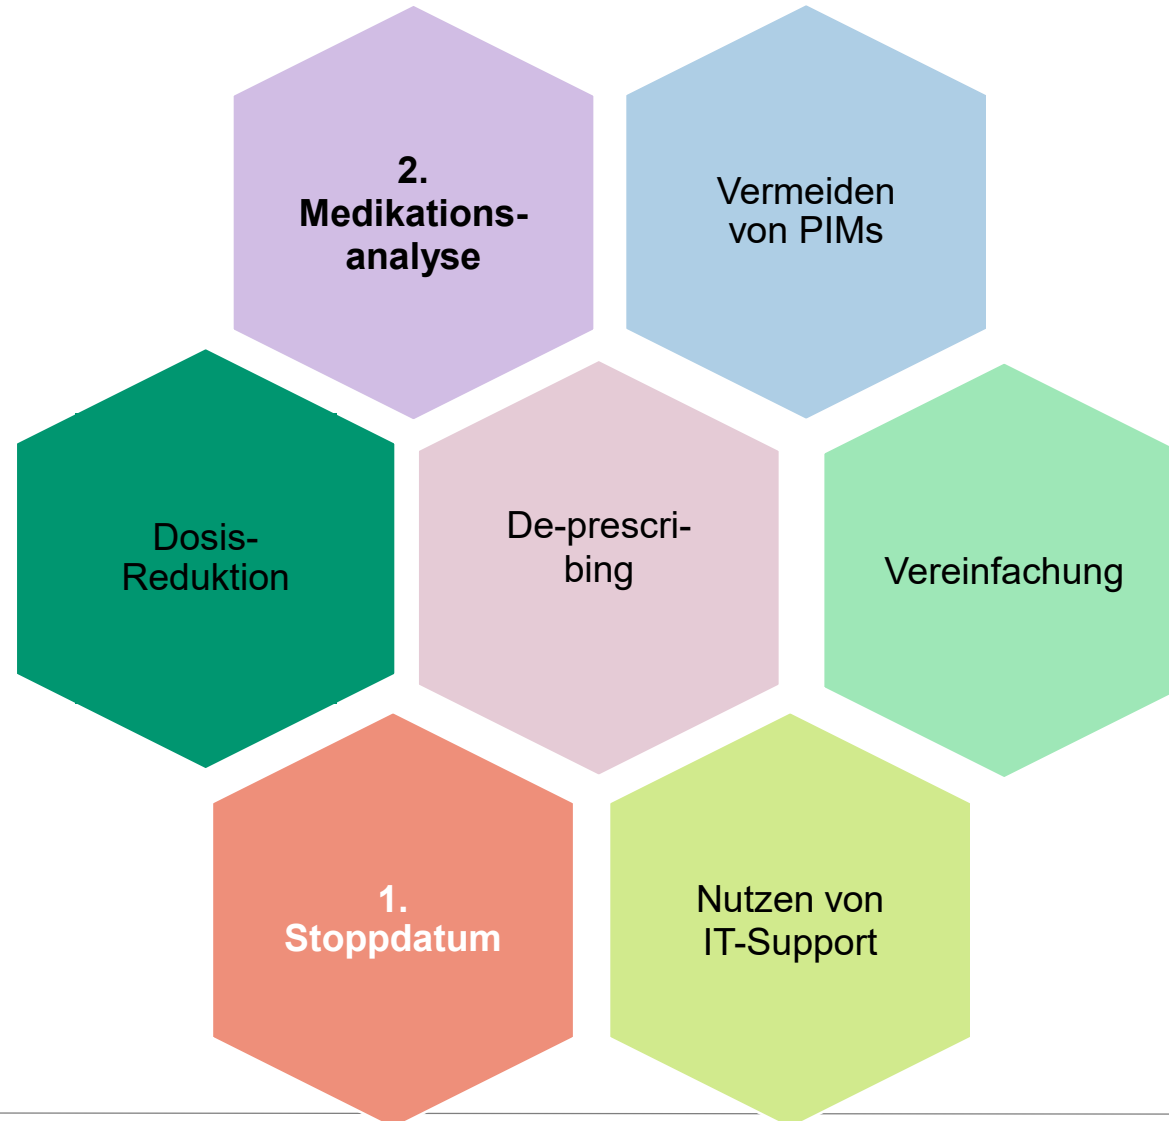 2.
Medikations-
analyse
Vermeiden
von PIMs
Dosis-
Reduktion
De-prescri-
bing
Vereinfachung
1.
Stoppdatum
Nutzen von
IT-Support